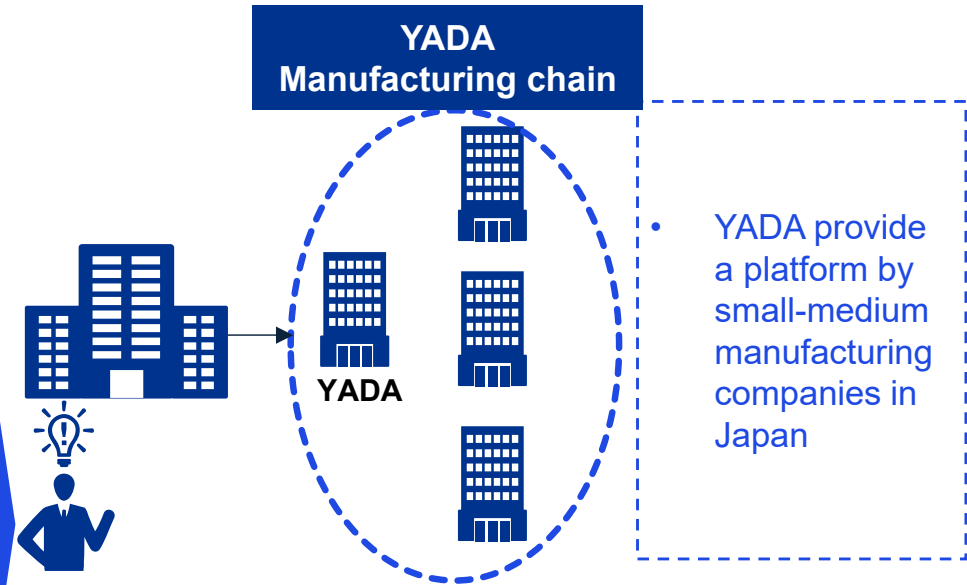 YADA
Manufacturing chain
YADA
• YADA provide
a platform by
small-medium
manufacturing
companies in
Japan